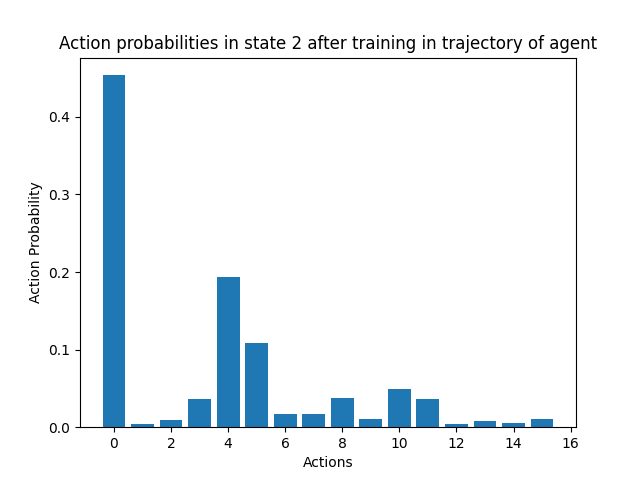 Action probabilities in state 2 after training in trajectory of agent
0.4
0.3
0.2
0.1
0.0
Action Probability
0 2 4 6 8 10 12 14 16
Actions